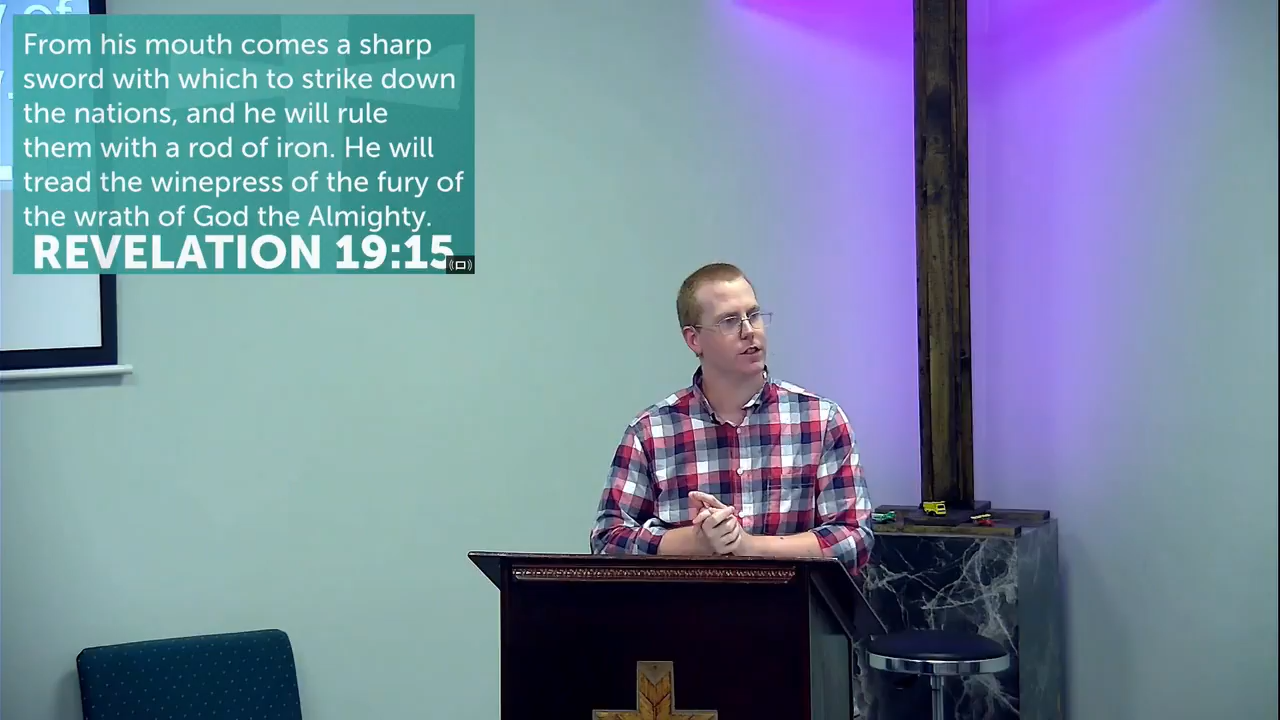 y of
From his mouth comes a sharp
sword with which to strike down
the nations, and he will rule
them with a rod of iron. He will
tread the winepress of the fury of
the wrath of God the Almighty.
REVELATION 19:15